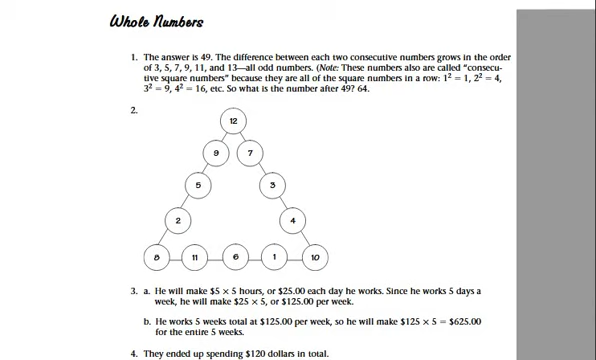 Whole Numbers
1. The answer is 49. The difference between each two consecutive numbers grows in the order
of 3, 5, 7, 9, 11, and 13—all odd numbers. (Note: These numbers also are called “consecu-
tive square numbers” because they are all of the square numbers in a row: 1² = 1, 2² = 4,
3² = 9, 4² = 16, etc. So what is the number after 49? 64.
2.
12
9 7
5 3
2 4
8 11 6 1 10
3. a. He will make $5 × 5 hours, or $25.00 each day he works. Since he works 5 days a
week, he will make $25 × 5, or $125.00 per week.
b. He works 5 weeks total at $125.00 per week, so he will make $125 × 5 = $625.00
for the entire 5 weeks.
4. They ended up spending $120 dollars in total.